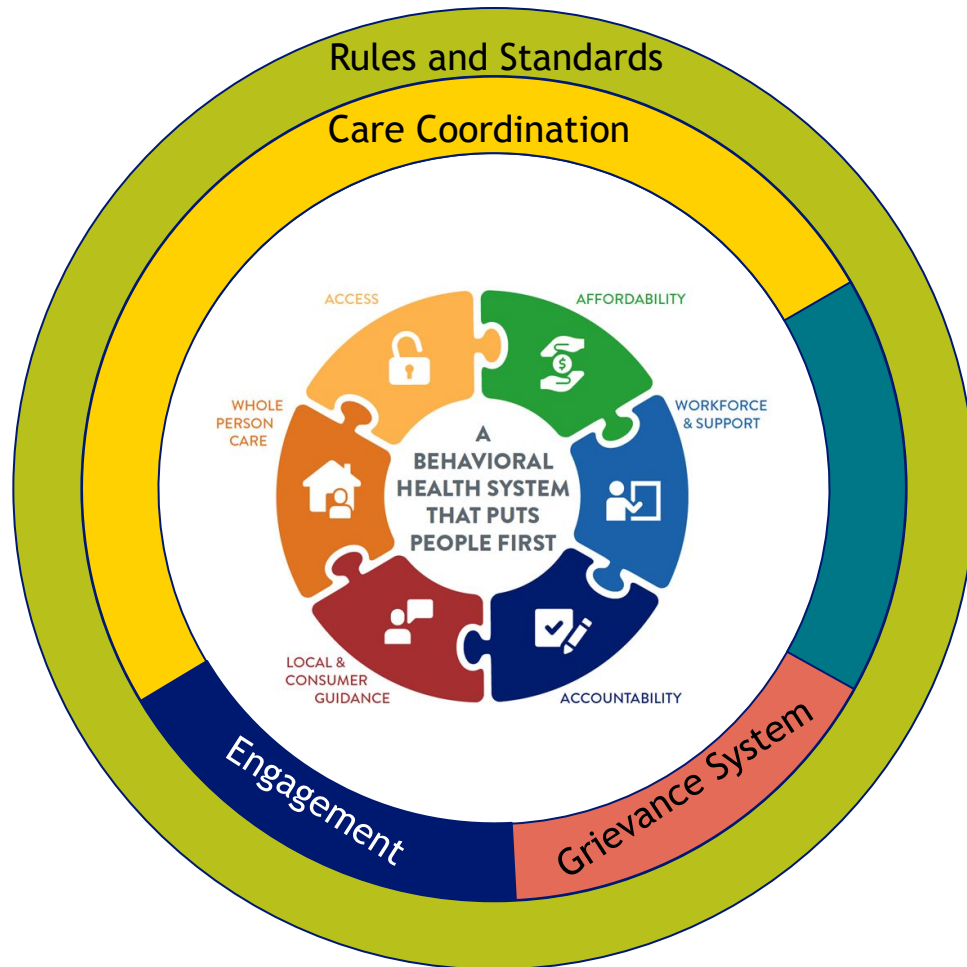 Rules and Standards
Care Coordination
ACCESS
AFFORDABILITY
WHOLE
PERSON
CARE
WORKFORCE
& SUPPORT
A
BEHAVIORAL
HEALTH SYSTEM
THAT PUTS
PEOPLE FIRST
$
LOCAL &
CONSUMER
GUIDANCE
ACCOUNTABILITY
Engagement
Grievance System